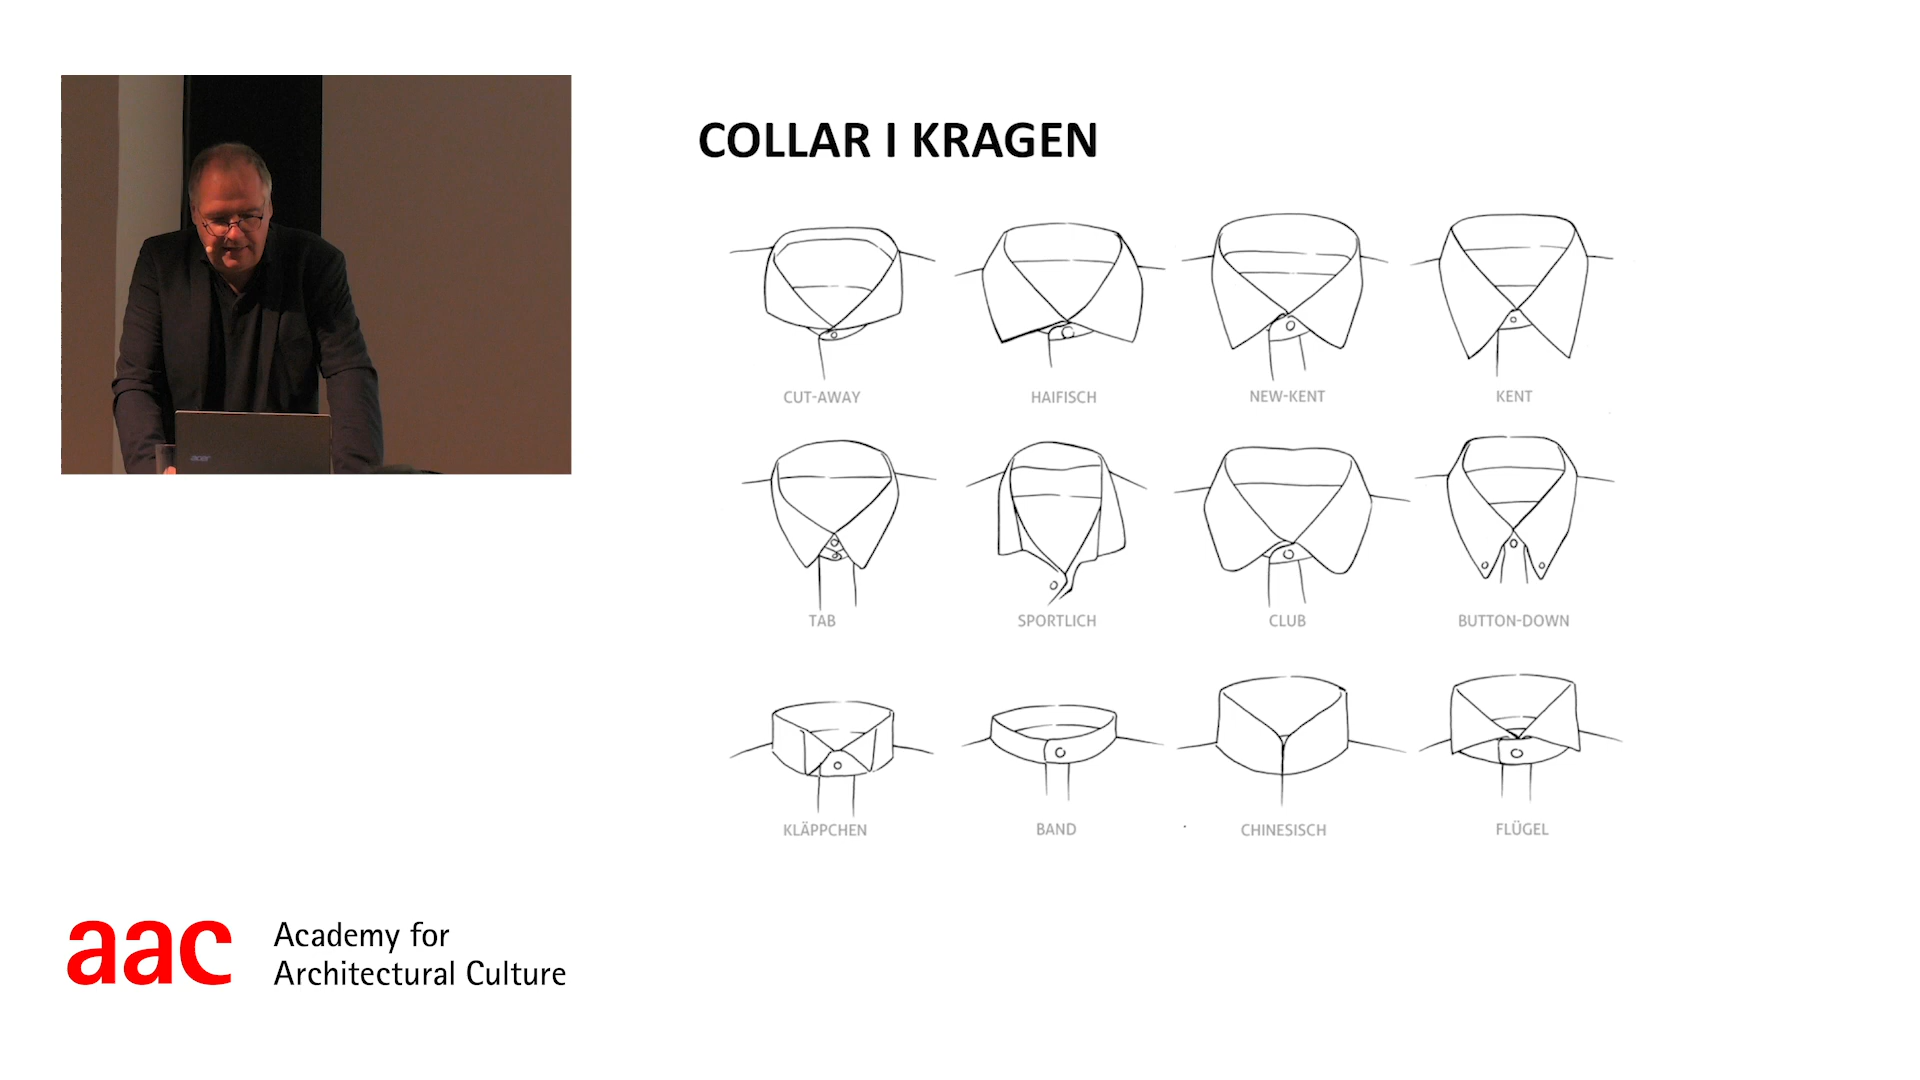 COLLAR I KRAGEN
CUT-AWAY
HAIFISCH
NEW-KENT
KENT
TAB
SPORTLICH
CLUB
BUTTON-DOWN
KLÄPPCHEN
BAND
CHINESISCH
FLÜGEL
acer
aac
Academy for
Architectural Culture